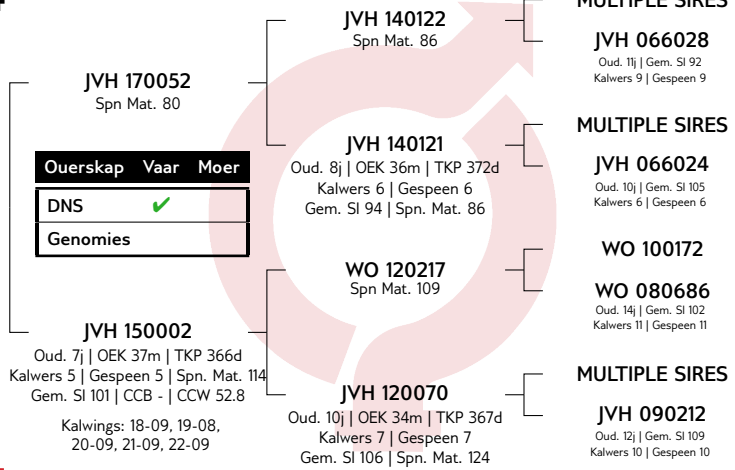 MULTIPLE SIRES
JVH 066028
Oud. 11j | Gem. SI 92
Kalwers 9 | Gespeen 9
JVH 140122
Spn Mat. 86
JVH 170052
Spn Mat. 80
JVH 140121
Oud. 8j | OEK 36m | TKP 372d
Kalwers 6 | Gespeen 6
Gem. SI 94 | Spn. Mat. 86
MULTIPLE SIRES
JVH 066024
Oud. 10j | Gem. SI 105
Kalwers 6 | Gespeen 6
Ouerskap Vaar Moer
DNS ✔
Genomies
WO 120217
Spn Mat. 109
WO 100172
WO 080686
Oud. 14j | Gem. SI 102
Kalwers 11 | Gespeen 11
JVH 150002
Oud. 7j | OEK 37m | TKP 366d
Kalwers 5 | Gespeen 5 | Spn. Mat. 114
Gem. SI 101 | CCB - | CCW 52.8
Kalwings: 18-09, 19-08,
20-09, 21-09, 22-09
JVH 120070
Oud. 10j | OEK 34m | TKP 367d
Kalwers 7 | Gespeen 7
Gem. SI 106 | Spn. Mat. 124
MULTIPLE SIRES
JVH 090212
Oud. 12j | Gem. SI 109
Kalwers 10 | Gespeen 10